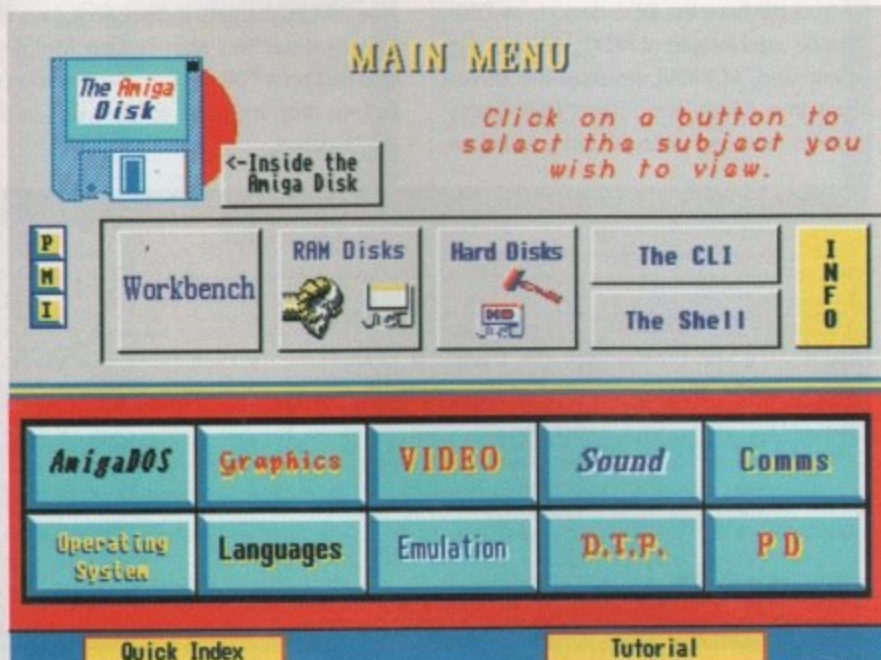 MAIN MENU
The Amiga
Disk
Click on a button to
select the subject you
wish to view.
<-Inside the
Amiga Disk
P
M
I
Workbench
RAM Disks
Hard Disks
HD
The CLI
The Shell
INFO
AmigaDOS
Graphics
VIDEO
Sound
Comms
Operating
System
Languages
Emulation
D.T.P.
PD
Quick Index
Tutorial